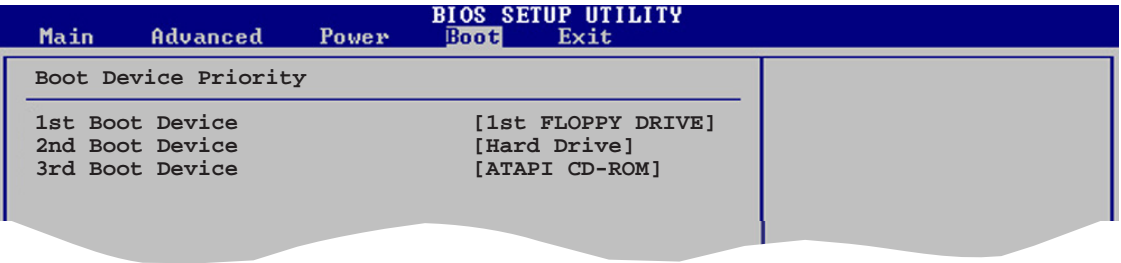 BIOS SETUP UTILITY
Main Advanced Power Boot Exit
Boot Device Priority
1st Boot Device [1st FLOPPY DRIVE]
2nd Boot Device [Hard Drive]
3rd Boot Device [ATAPI CD-ROM]